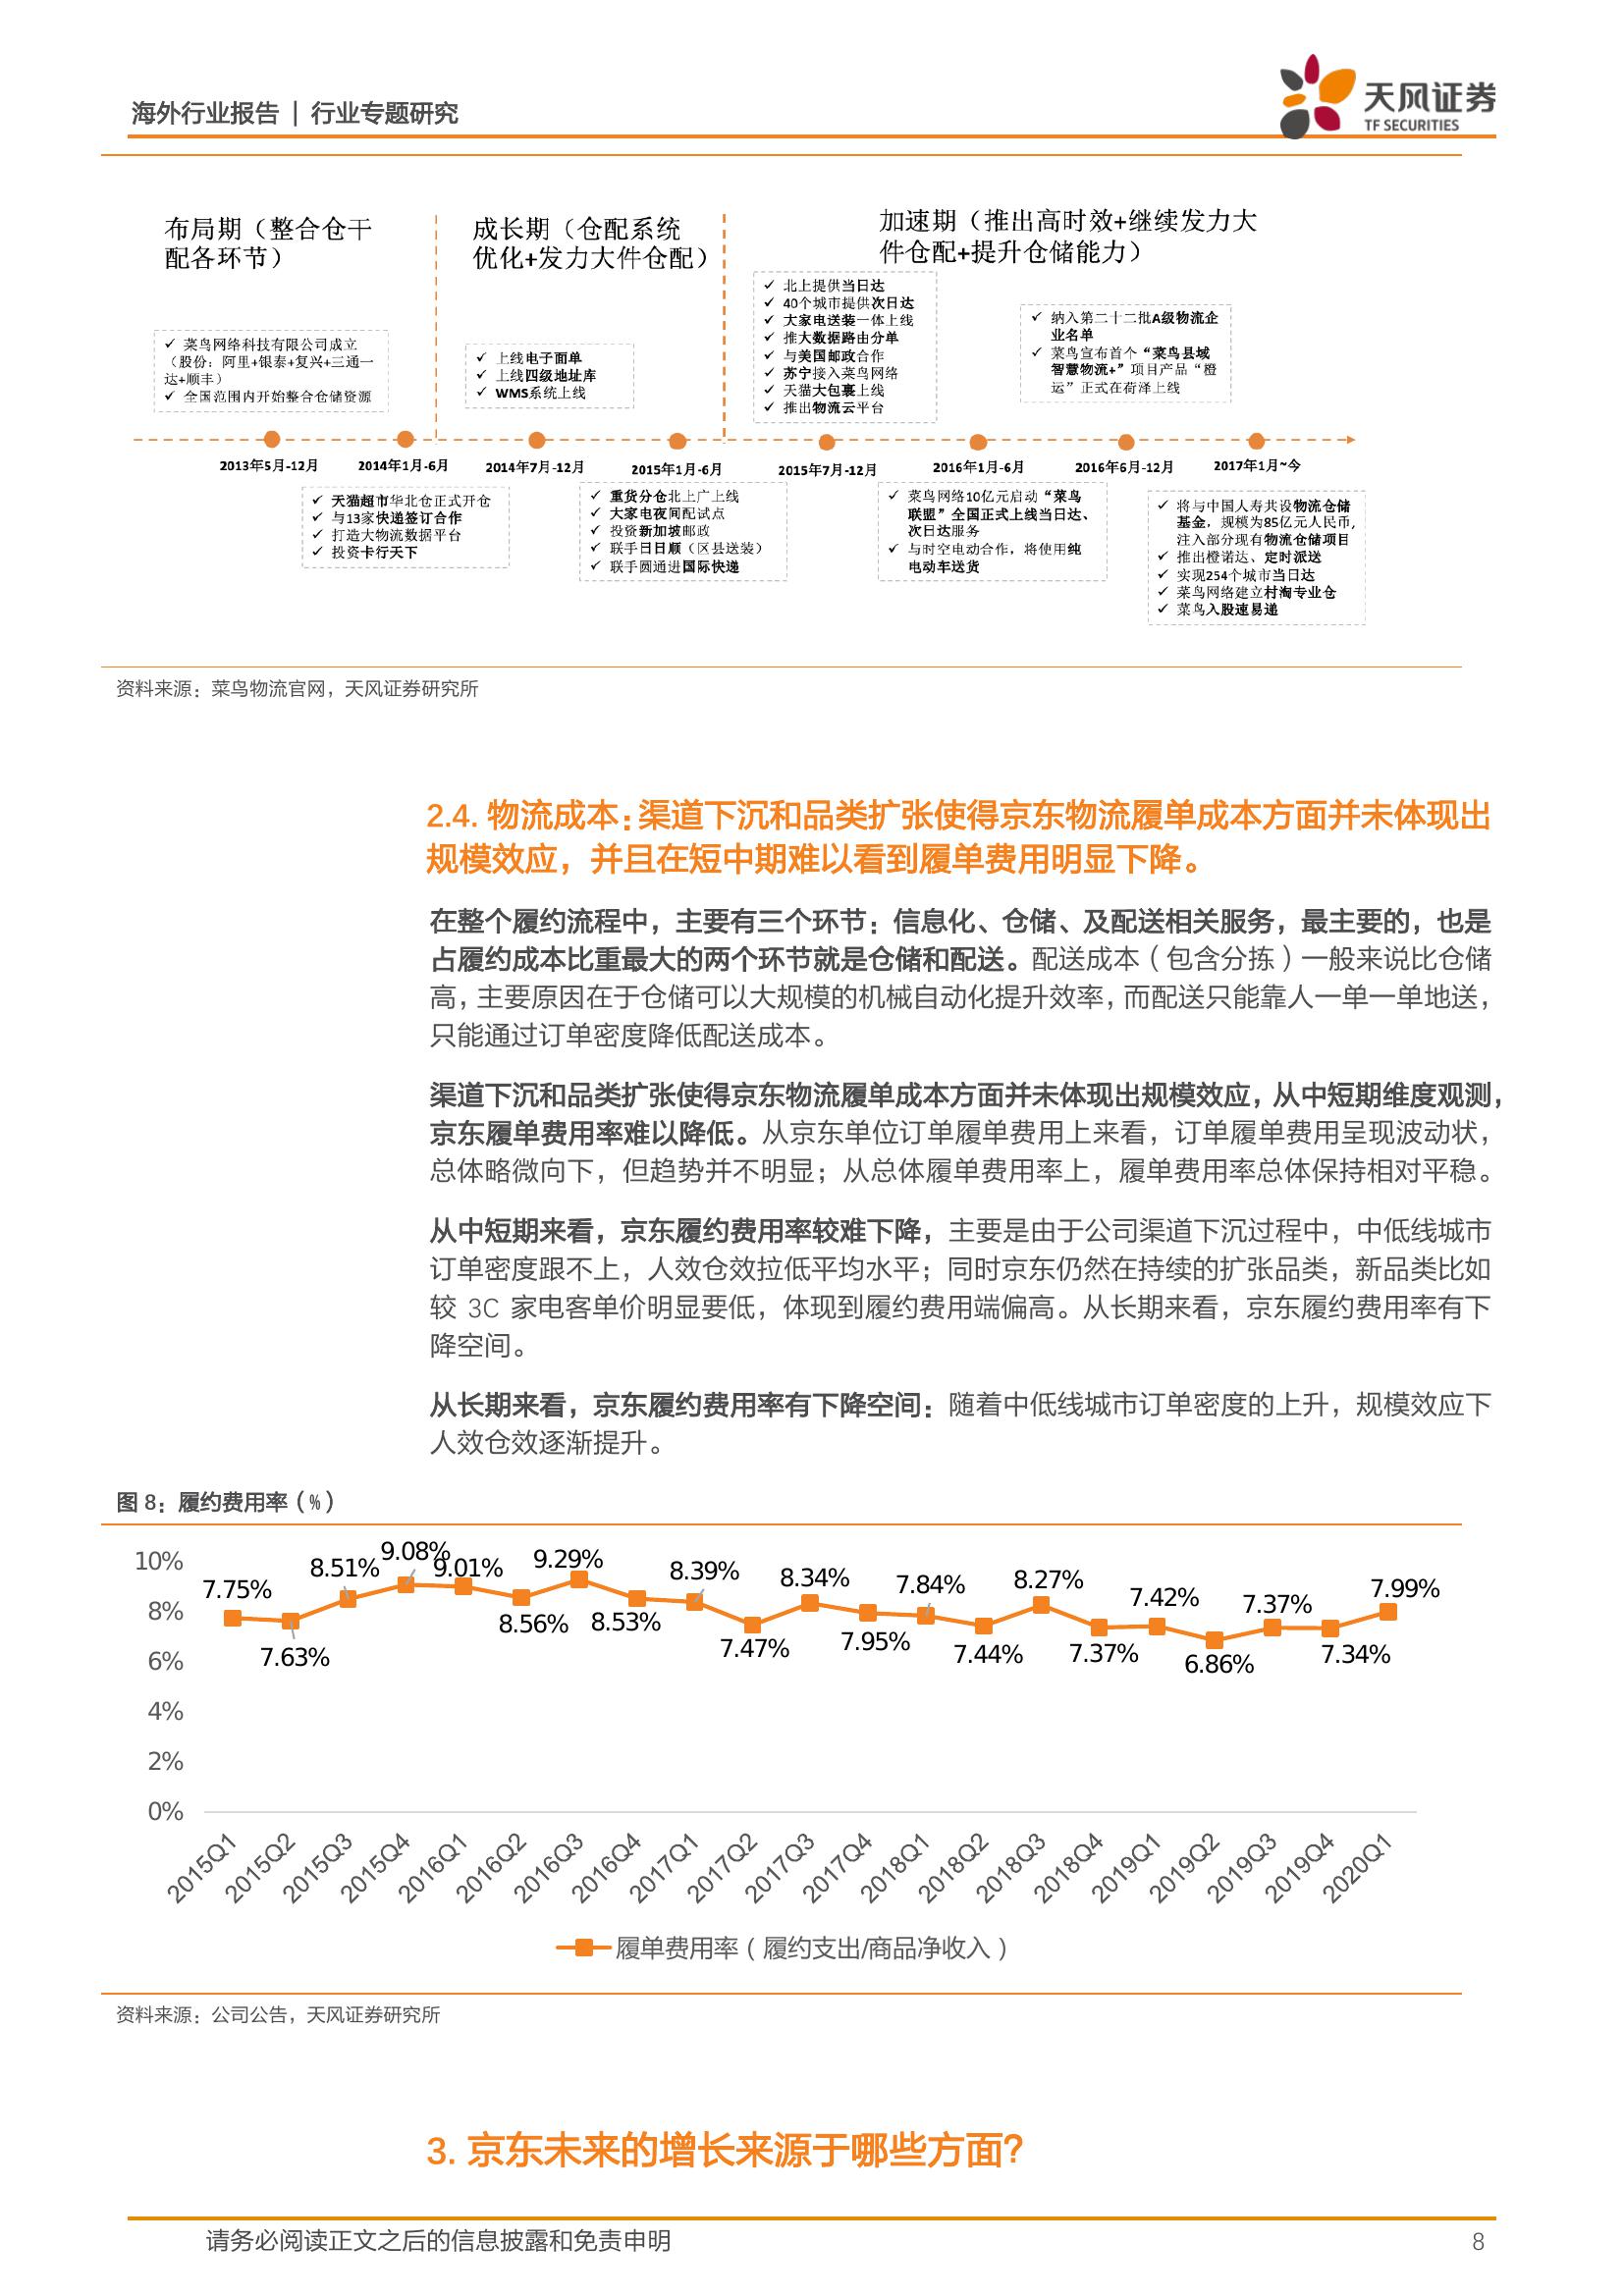 海外行业报告 | 行业专题研究
天风证券
TF SECURITIES
布局期（整合仓干
配各环节）
成长期（仓配系统
优化+发力大件仓配）
加速期（推出高时效+继续发力大
件仓配+提升仓储能力）
✓ 菜鸟网络科技有限公司成立
（股份：阿里+银泰+复兴+三通一
达+顺丰）
✓ 全国范围内开始整合仓储资源
✓ 上线电子面单
✓ 上线四级地址库
✓ WMS系统上线
✓ 北上提供当日达
✓ 40个城市提供次日达
✓ 大家电送装一体上线
✓ 推大数据路由分单
✓ 与美国邮政合作
✓ 苏宁接入菜鸟网络
✓ 天猫大包裹上线
✓ 推出物流云平台
✓ 纳入第二十二批A级物流企
业名单
✓ 菜鸟宣布首个“菜鸟县域
智慧物流+”项目产品“橙
运”正式在荷泽上线
2013年5月-12月
2014年1月-6月
2014年7月-12月
2015年1月-6月
2015年7月-12月
2016年1月-6月
2016年6月-12月
2017年1月~今
✓ 天猫超市华北仓正式开仓
✓ 与13家快递签订合作
✓ 打造大物流数据平台
✓ 投资卡行天下
✓ 重货分仓北上广上线
✓ 大家电夜间配试点
✓ 投资新加坡邮政
✓ 联手日日顺（区县送装）
✓ 联手圆通进国际快递
✓ 菜鸟网络10亿元启动“菜鸟
联盟”全国正式上线当日达、
次日达服务
✓ 与时空电动合作，将使用纯
电动车送货
✓ 将与中国人寿共设物流仓储
基金，规模为85亿元人民币，
注入部分现有物流仓储项目
✓ 推出橙诺达、定时派送
✓ 实现254个城市当日达
✓ 菜鸟网络建立村淘专业仓
✓ 菜鸟入股速易递
资料来源：菜鸟物流官网，天风证券研究所
2.4. 物流成本：渠道下沉和品类扩张使得京东物流履单成本方面并未体现出
规模效应，并且在短中期难以看到履单费用明显下降。
在整个履约流程中，主要有三个环节：信息化、仓储、及配送相关服务，最主要的，也是
占履约成本比重最大的两个环节就是仓储和配送。配送成本（包含分拣）一般来说比仓储
高，主要原因在于仓储可以大规模的机械自动化提升效率，而配送只能靠人一单一单地送，
只能通过订单密度降低配送成本。
渠道下沉和品类扩张使得京东物流履单成本方面并未体现出规模效应，从中短期维度观测，
京东履单费用率难以降低。从京东单位订单履单费用上来看，订单履单费用呈现波动状，
总体略微向下，但趋势并不明显；从总体履单费用率上，履单费用率总体保持相对平稳。
从中短期来看，京东履约费用率较难下降，主要是由于公司渠道下沉过程中，中低线城市
订单密度跟不上，人效仓效拉低平均水平；同时京东仍然在持续的扩张品类，新品类比如
较 3C 家电客单价明显要低，体现到履约费用端偏高。从长期来看，京东履约费用率有下
降空间。
从长期来看，京东履约费用率有下降空间：随着中低线城市订单密度的上升，规模效应下
人效仓效逐渐提升。
图 8：履约费用率（%）
10%
8%
6%
4%
2%
0%
7.75%
7.63%
8.51%
9.08%
9.01%
8.56%
9.29%
8.53%
8.39%
7.47%
8.34%
7.95%
7.84%
7.44%
8.27%
7.37%
7.42%
6.86%
7.37%
7.34%
7.99%
2015Q1
2015Q2
2015Q3
2015Q4
2016Q1
2016Q2
2016Q3
2016Q4
2017Q1
2017Q2
2017Q3
2017Q4
2018Q1
2018Q2
2018Q3
2018Q4
2019Q1
2019Q2
2019Q3
2019Q4
2020Q1
履单费用率（履约支出/商品净收入）
资料来源：公司公告，天风证券研究所
3. 京东未来的增长来源于哪些方面？
请务必阅读正文之后的信息披露和免责申明
8